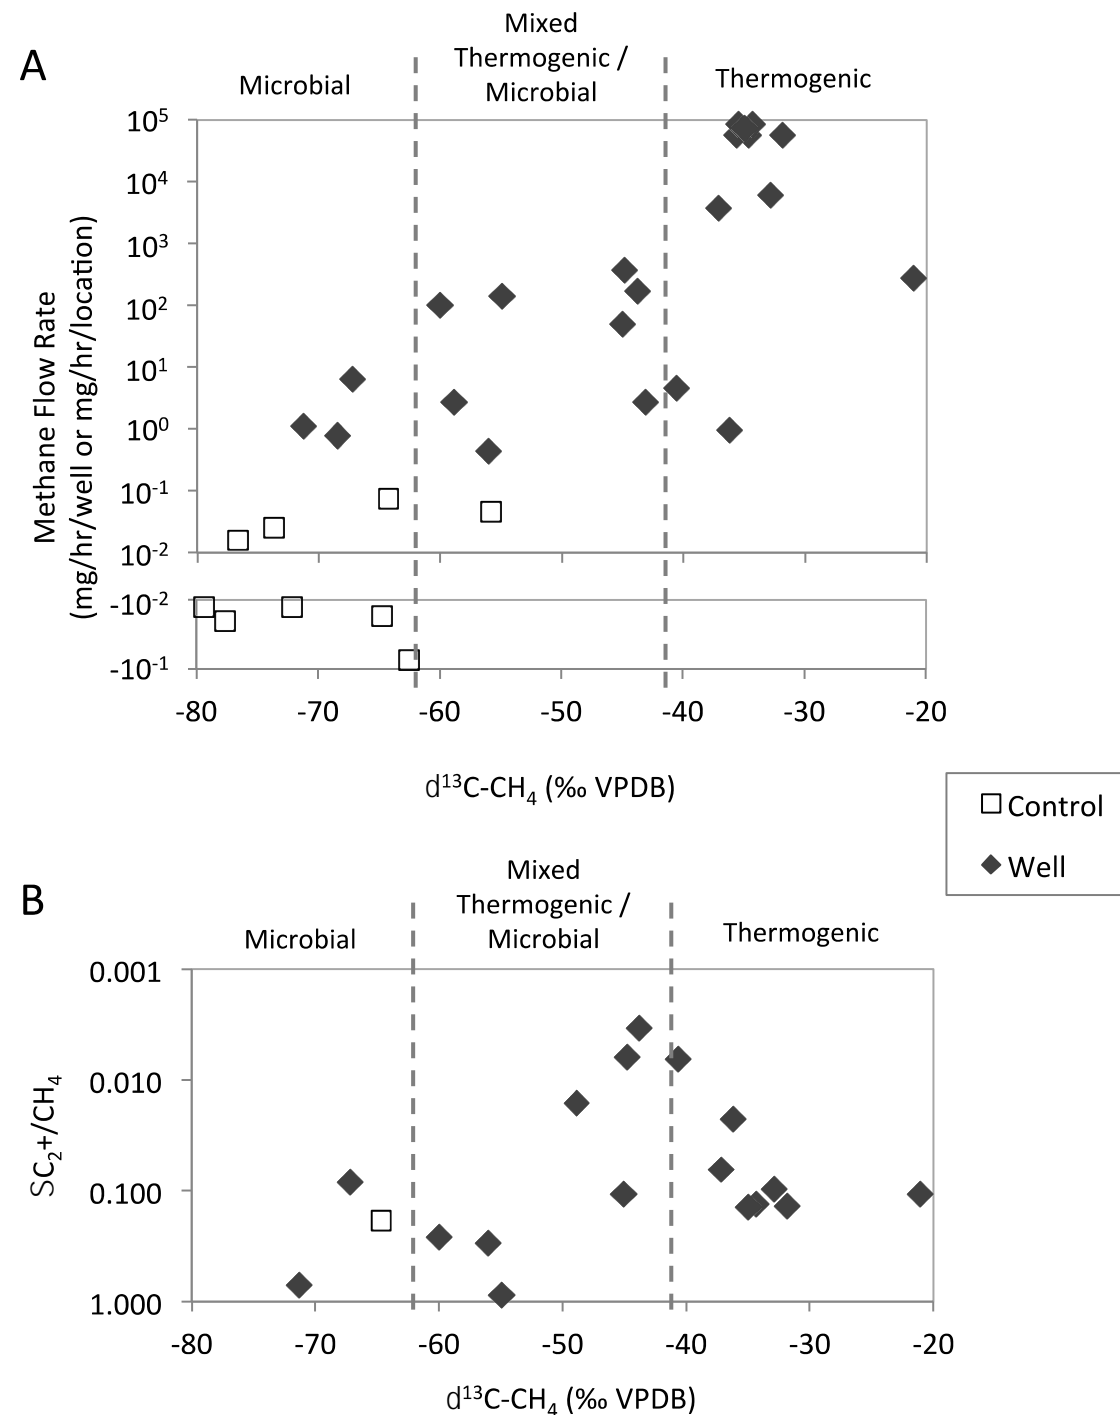 A
Microbial
Mixed
Thermogenic /
Microbial
Thermogenic
10⁵
10⁴
10³
10²
10¹
10⁰
10⁻¹
10⁻²
-10⁻²
-10⁻¹
Methane Flow Rate
(mg/hr/well or mg/hr/location)
-80 -70 -60 -50 -40 -30 -20
d¹³C-CH₄ (‰ VPDB)
Control
Well
B
Microbial
Mixed
Thermogenic /
Microbial
Thermogenic
0.001
0.010
0.100
1.000
SC₂+/CH₄
-80 -70 -60 -50 -40 -30 -20
d¹³C-CH₄ (‰ VPDB)